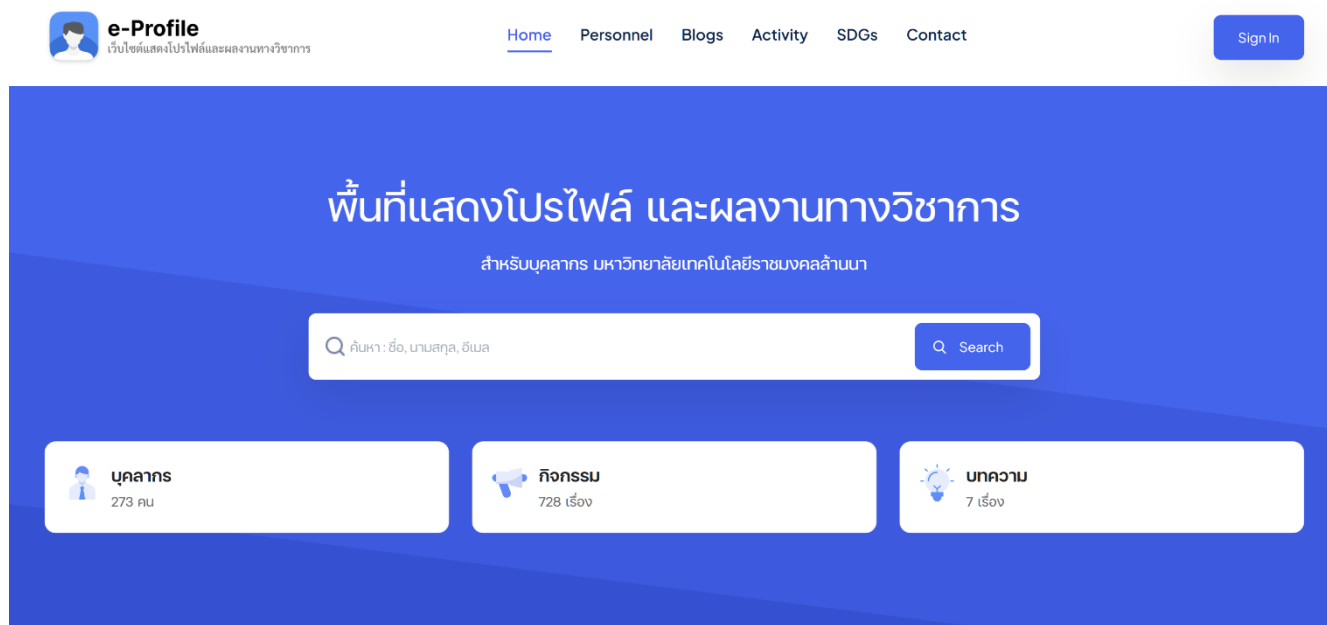 e-Profile
เว็บไซต์แสดงโปรไฟล์และผลงานทางวิชาการ
Home Personnel Blogs Activity SDGs Contact
Sign In
พื้นที่แสดงโปรไฟล์ และผลงานทางวิชาการ
สำหรับบุคลากร มหาวิทยาลัยเทคโนโลยีราชมงคลล้านนา
ค้นหา : ชื่อ, นามสกุล, อีเมล
Search
บุคลากร
273 คน
กิจกรรม
728 เรื่อง
บทความ
7 เรื่อง